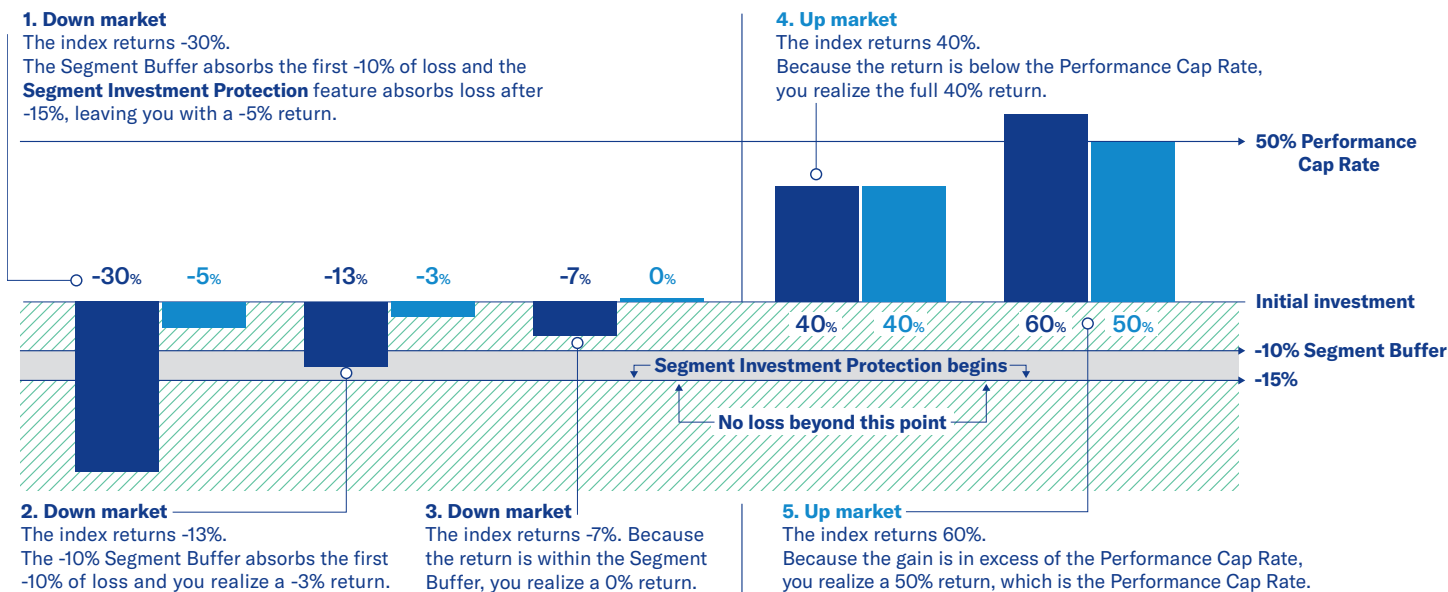 1. Down market
The index returns -30%.
The Segment Buffer absorbs the first -10% of loss and the
Segment Investment Protection feature absorbs loss after
-15%, leaving you with a -5% return.
4. Up market
The index returns 40%.
Because the return is below the Performance Cap Rate,
you realize the full 40% return.
50% Performance
Cap Rate
-30% -5% -13% -3% -7% 0%
Initial investment
40% 40% 60% 50%
-10% Segment Buffer
Segment Investment Protection begins
-15%
No loss beyond this point
2. Down market
The index returns -13%.
The -10% Segment Buffer absorbs the first
-10% of loss and you realize a -3% return.
3. Down market
The index returns -7%. Because
the return is within the Segment
Buffer, you realize a 0% return.
5. Up market
The index returns 60%.
Because the gain is in excess of the Performance Cap Rate,
you realize a 50% return, which is the Performance Cap Rate.